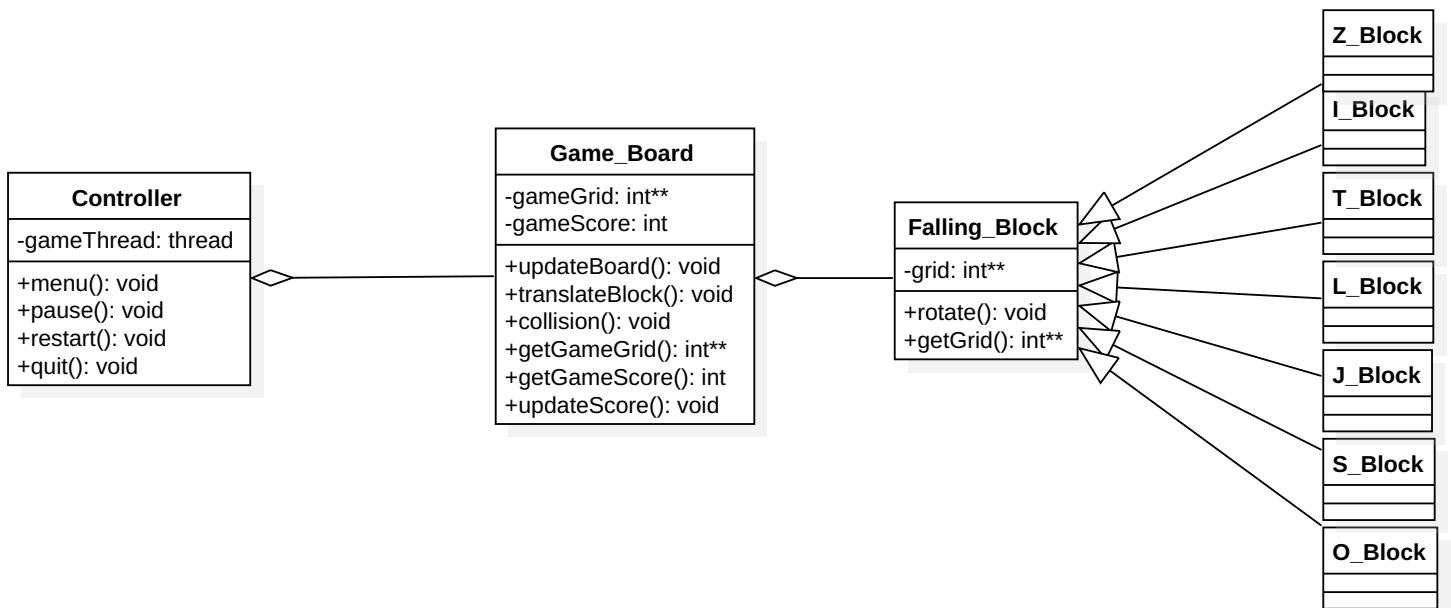 Controller
-gameThread: thread
+menu(): void
+pause(): void
+restart(): void
+quit(): void
Game_Board
-gameGrid: int**
-gameScore: int
+updateBoard(): void
+translateBlock(): void
+collision(): void
+getGameGrid(): int**
+getGameScore(): int
+updateScore(): void
Falling_Block
-grid: int**
+rotate(): void
+getGrid(): int**
Z_Block
I_Block
T_Block
L_Block
J_Block
S_Block
O_Block